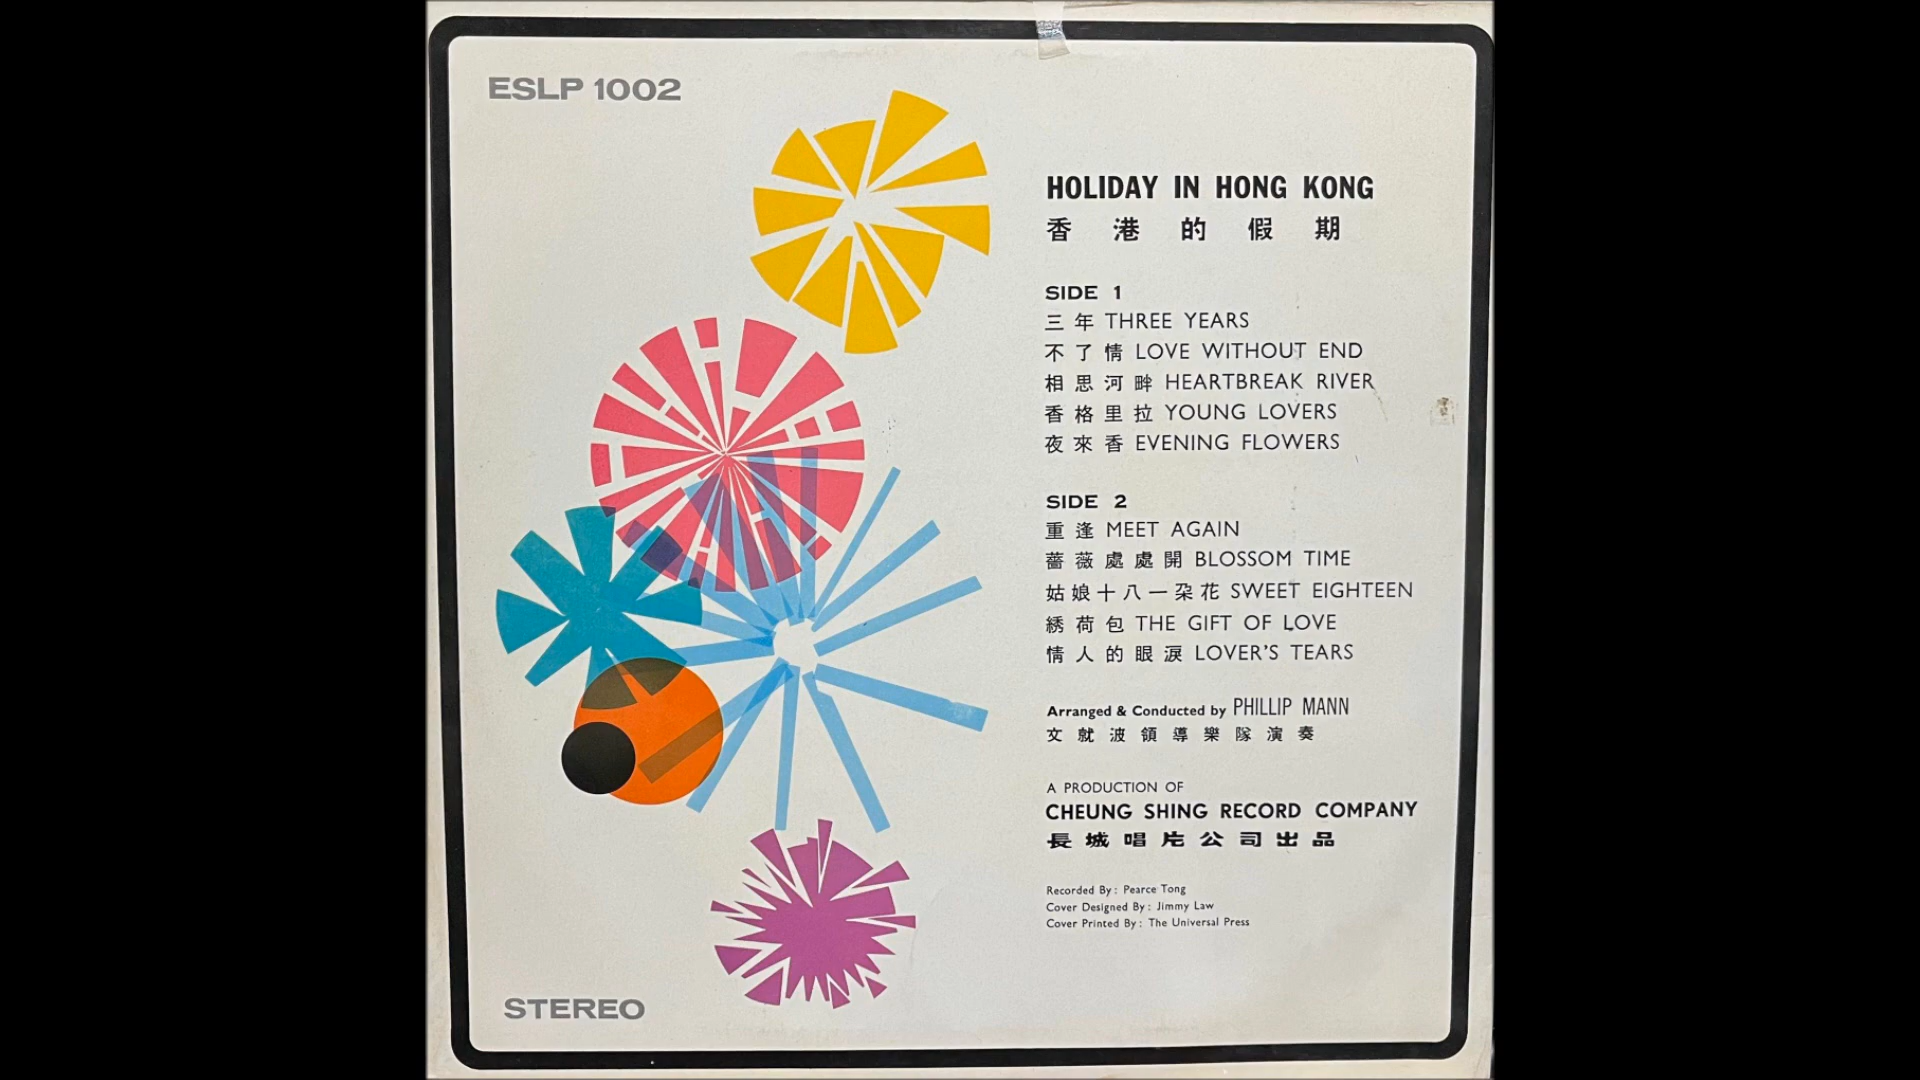 ESLP 1002
HOLIDAY IN HONG KONG
香港的假期
SIDE 1
三年 THREE YEARS
不了情 LOVE WITHOUT END
相思河畔 HEARTBREAK RIVER
香格里拉 YOUNG LOVERS
夜來香 EVENING FLOWERS
SIDE 2
重逢 MEET AGAIN
薔薇處處開 BLOSSOM TIME
姑娘十八一朶花 SWEET EIGHTEEN
綉荷包 THE GIFT OF LOVE
情人的眼淚 LOVER'S TEARS
Arranged & Conducted by PHILLIP MANN
文就波領導樂隊演奏
A PRODUCTION OF
CHEUNG SHING RECORD COMPANY
長城唱片公司出品
Recorded By: Pearce Tong
Cover Designed By: Jimmy Law
Cover Printed By: The Universal Press
STEREO